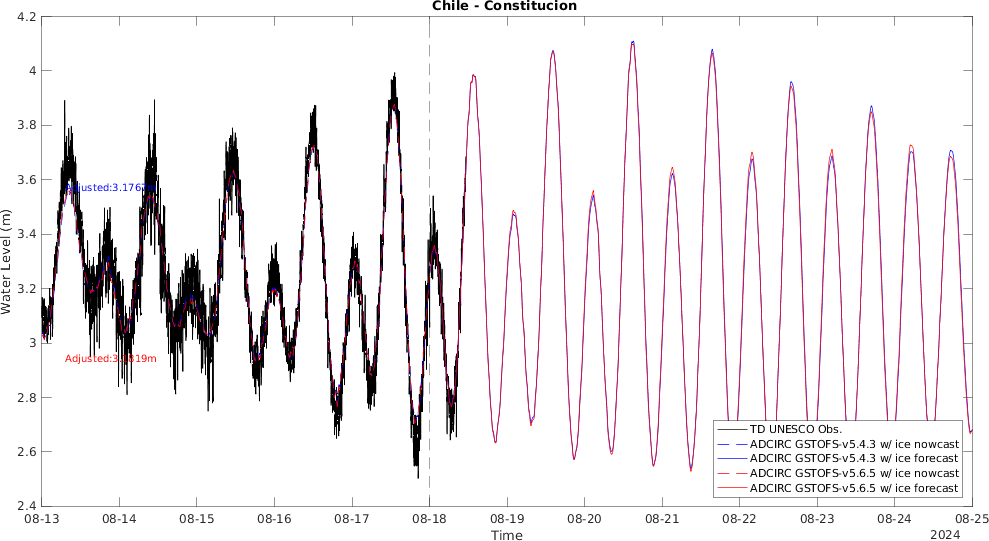 Chile - Constitucion
4.2
4
3.8
3.6
3.4
3.2
3
2.8
2.6
2.4
Water Level (m)
Adjusted:3.1767m
TD UNESCO Obs.
ADCIRC GSTOFS-v5.4.3 w/ ice nowcast
ADCIRC GSTOFS-v5.4.3 w/ ice forecast
ADCIRC GSTOFS-v5.6.5 w/ ice nowcast
ADCIRC GSTOFS-v5.6.5 w/ ice forecast
08-13 08-14 08-15 08-16 08-17 08-18 08-19 08-20 08-21 08-22 08-23 08-24 08-25
Time
2024